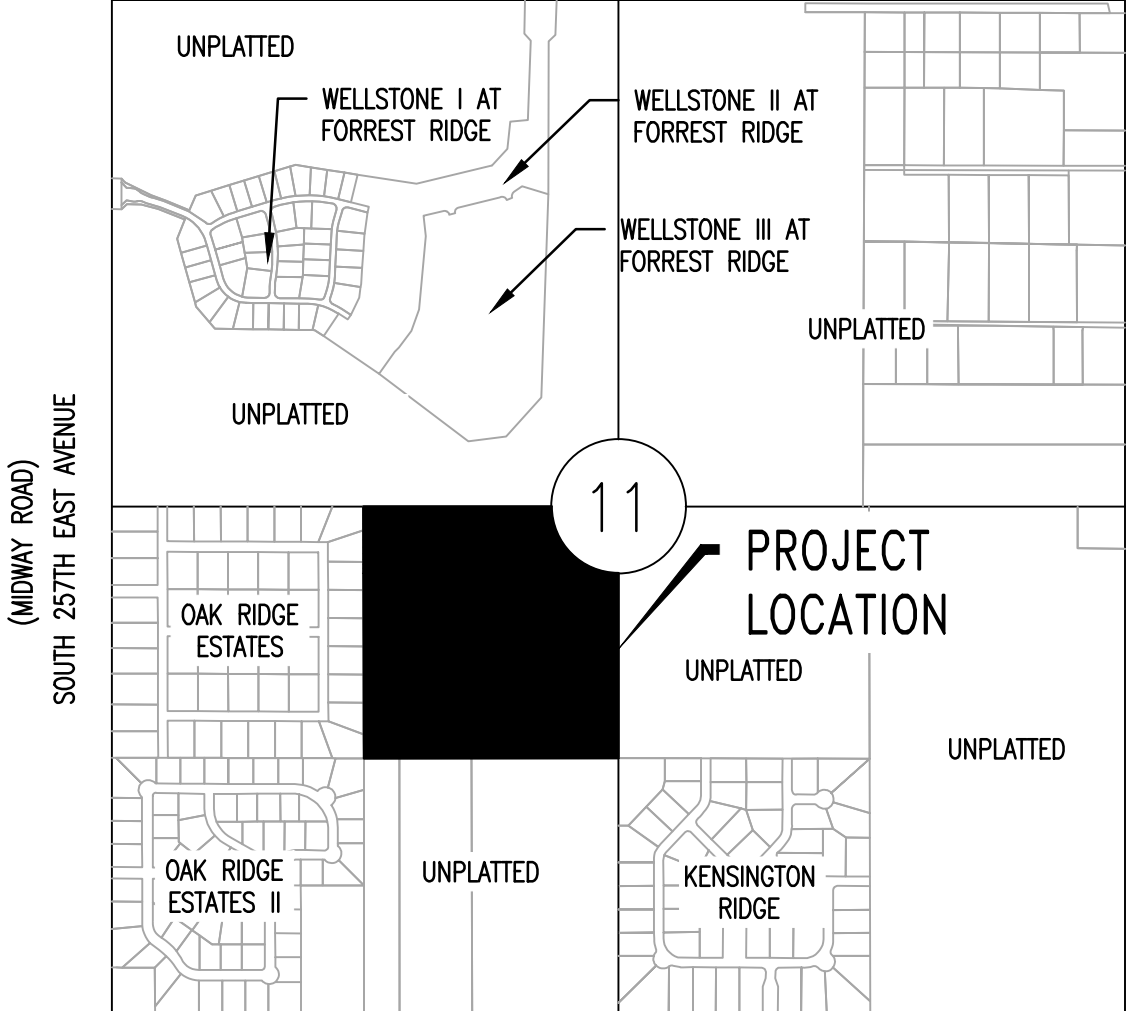 UNPLATTED
WELLSTONE I AT
FORREST RIDGE
WELLSTONE II AT
FORREST RIDGE
WELLSTONE III AT
FORREST RIDGE
UNPLATTED
UNPLATTED
(MIDWAY ROAD)
SOUTH 257TH EAST AVENUE
11
PROJECT
LOCATION
OAK RIDGE
ESTATES
UNPLATTED
UNPLATTED
OAK RIDGE
ESTATES II
UNPLATTED
KENSINGTON
RIDGE